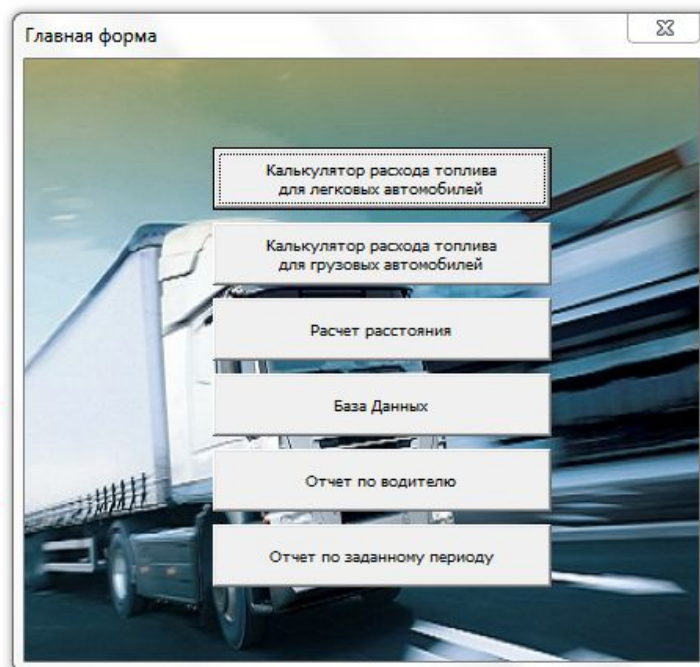 Главная форма
Калькулятор расхода топлива
для легковых автомобилей
Калькулятор расхода топлива
для грузовых автомобилей
Расчет расстояния
База Данных
Отчет по водителю
Отчет по заданному периоду